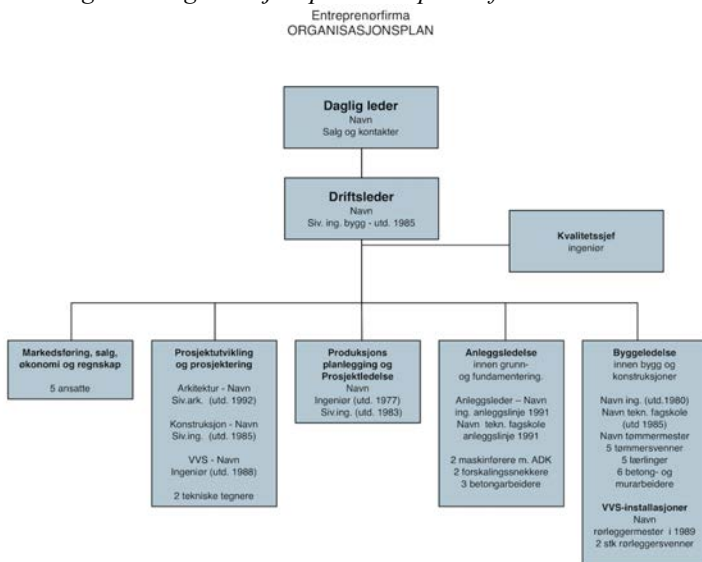 Entreprenørfirma
ORGANISASJONSPLAN
Daglig leder
Navn
Salg og kontakter
Driftsleder
Navn
Siv. ing. bygg - utd. 1985
Kvalitetssjef
ingeniør
Markedsføring, salg,
økonomi og regnskap
5 ansatte
Prosjektutvikling
og prosjektering
Arkitektur - Navn
Siv.ark. (utd. 1992)
Konstruksjon - Navn
Siv.ing. (utd. 1985)
VVS - Navn
Ingeniør (utd. 1988)
2 tekniske tegnere
Produksjons
planlegging og
Prosjektledelse
Navn
Ingeniør (utd. 1977)
Siv.ing. (utd. 1983)
Anleggsledelse
innen grunn-
og fundamentering.
Anleggsleder – Navn
ing. anleggslinje 1991
Navn tekn. fagskole
anleggslinje 1991
2 maskinførere m. ADK
2 forskalingssnekkere
3 betongarbeidere
Byggeledelse
innen bygg og
konstruksjoner
Navn ing. (utd.1980)
Navn tekn. fagskole
(utd 1985)
Navn tømmermester
5 tømmersvenner
5 lærlinger
6 betong- og
murarbeidere
VVS-installasjoner
Navn
rørleggermester i 1989
2 stk rørleggersvenner